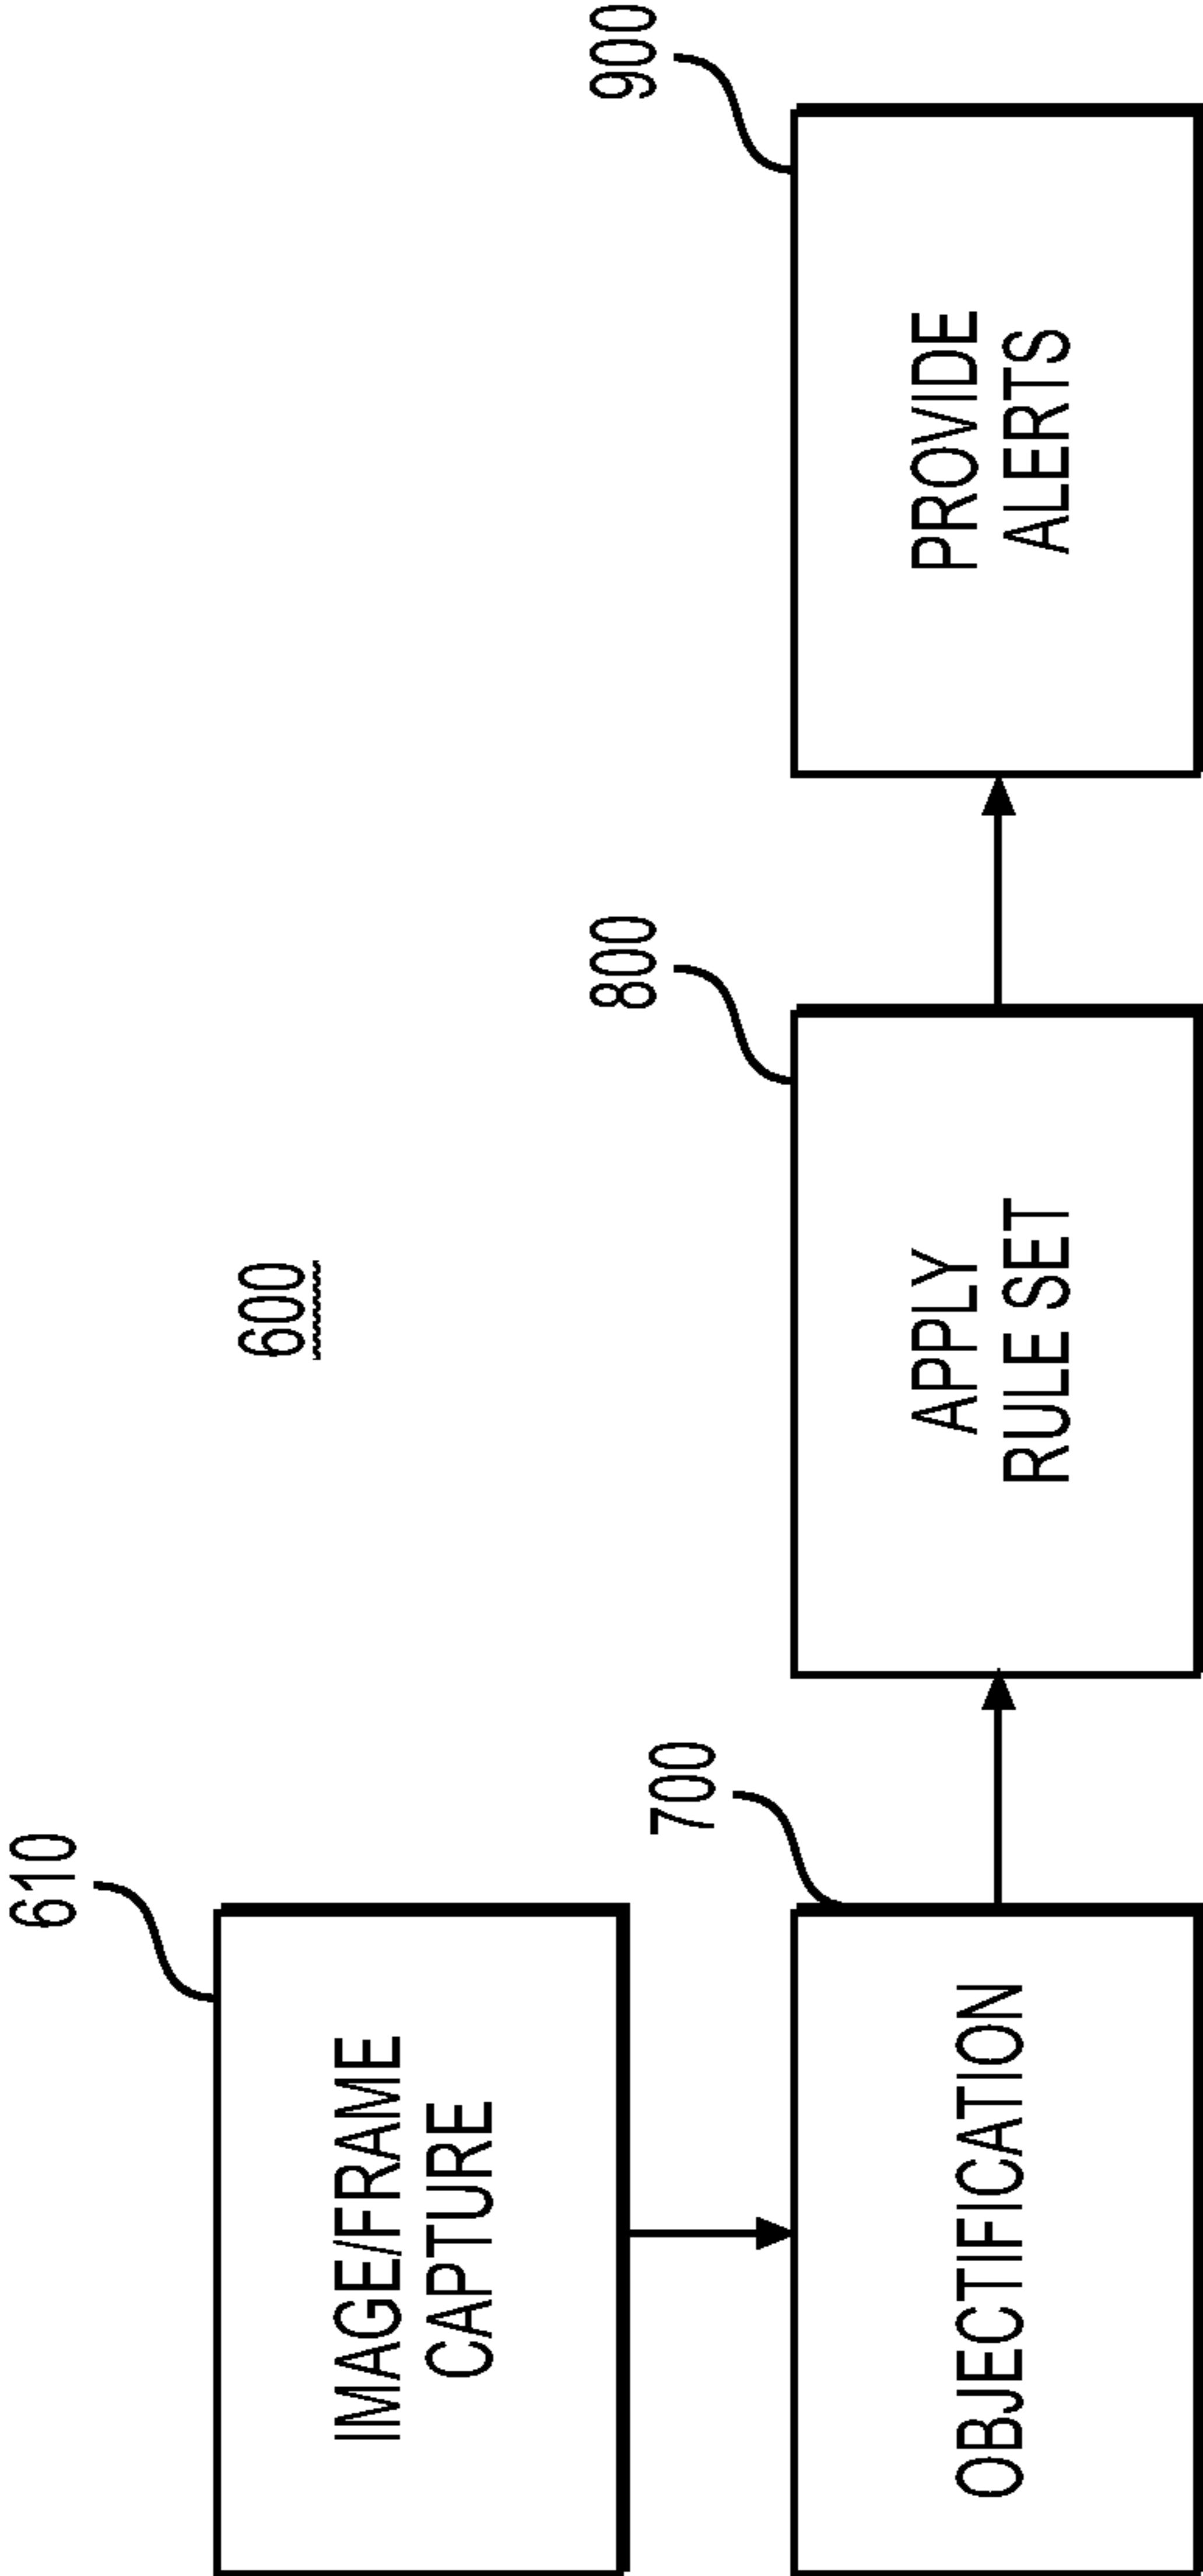 600
610
IMAGE/FRAME
CAPTURE
700
OBJECTIFICATION
800
APPLY
RULE SET
900
PROVIDE
ALERTS